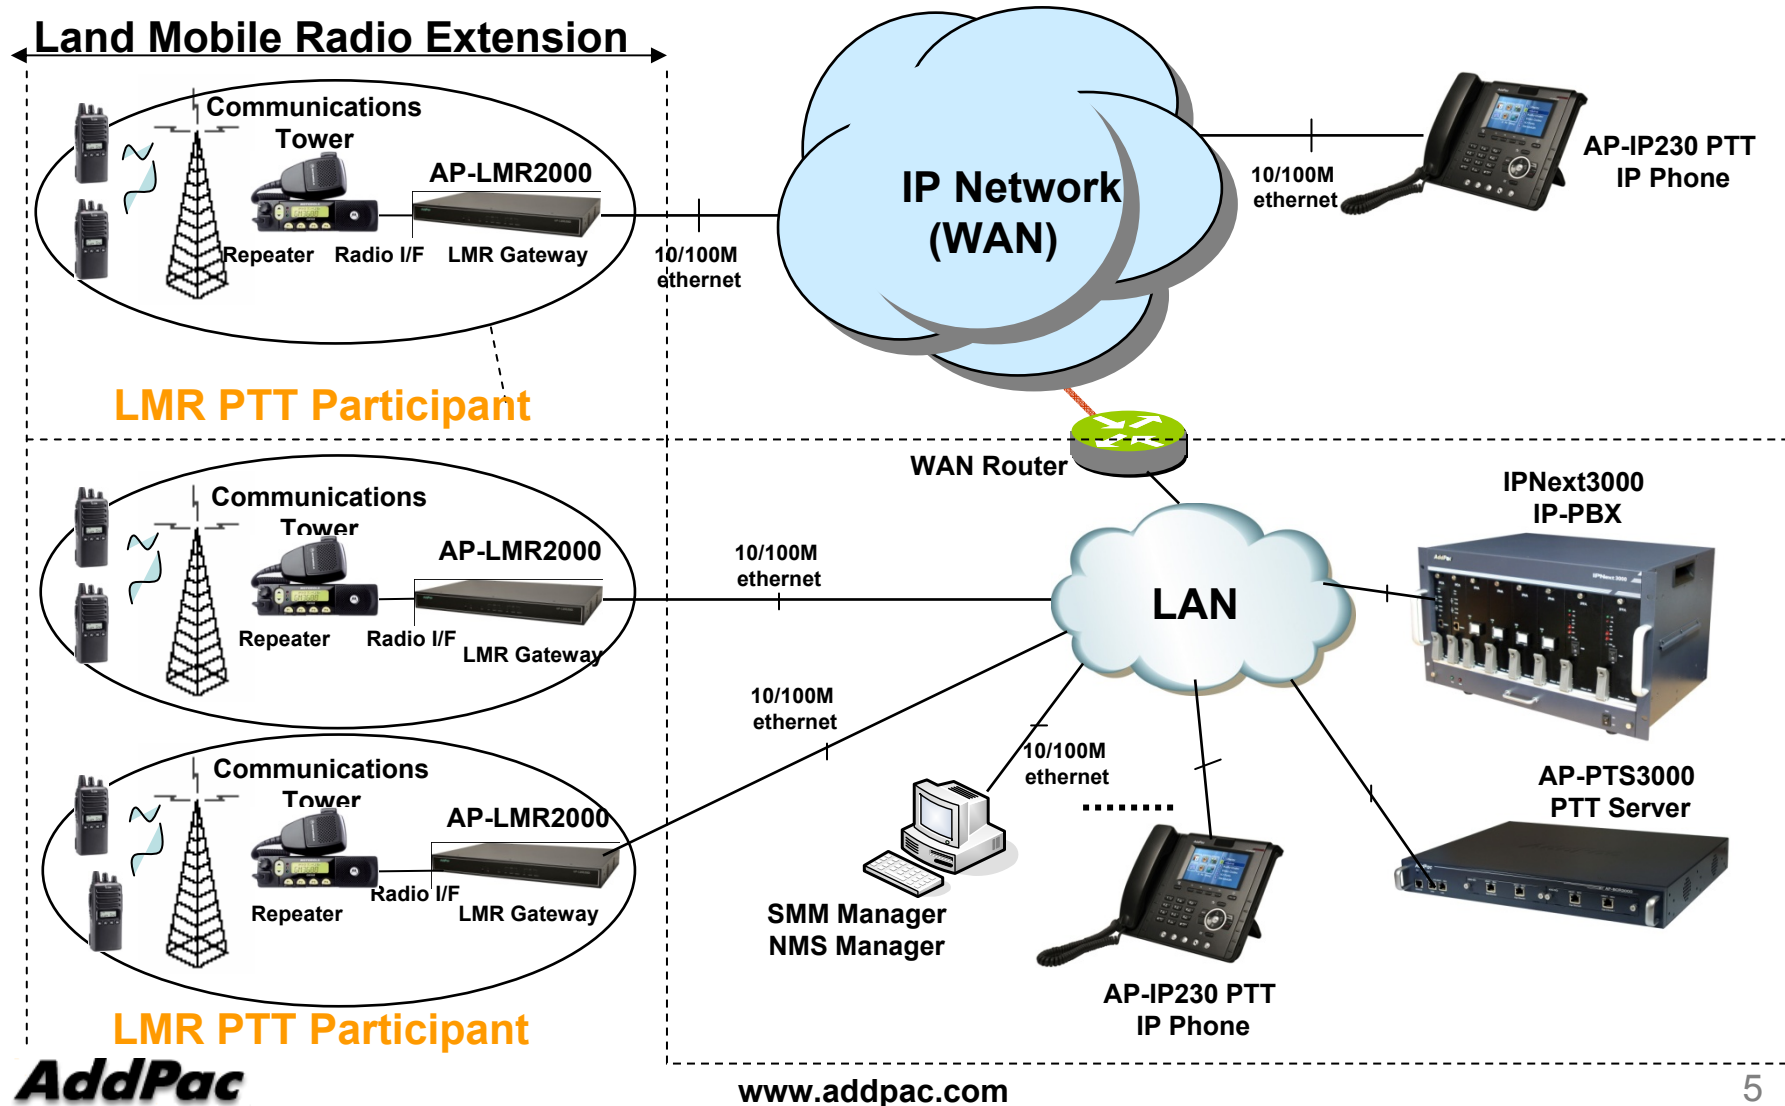 Land Mobile Radio Extension
Communications
Tower
AP-LMR2000
Repeater
Radio I/F
LMR Gateway
10/100M
ethernet
IP Network
(WAN)
10/100M
ethernet
AP-IP230 PTT
IP Phone
LMR PTT Participant
WAN Router
Communications
Tower
AP-LMR2000
Repeater
Radio I/F
LMR Gateway
10/100M
ethernet
LAN
IPNext3000
IP-PBX
AddPac
IPNext 3000
10/100M
ethernet
10/100M
ethernet
Communications
Tower
AP-LMR2000
Repeater
Radio I/F
LMR Gateway
SMM Manager
NMS Manager
AP-IP230 PTT
IP Phone
AP-PTS3000
PTT Server
LMR PTT Participant
AddPac
www.addpac.com
5